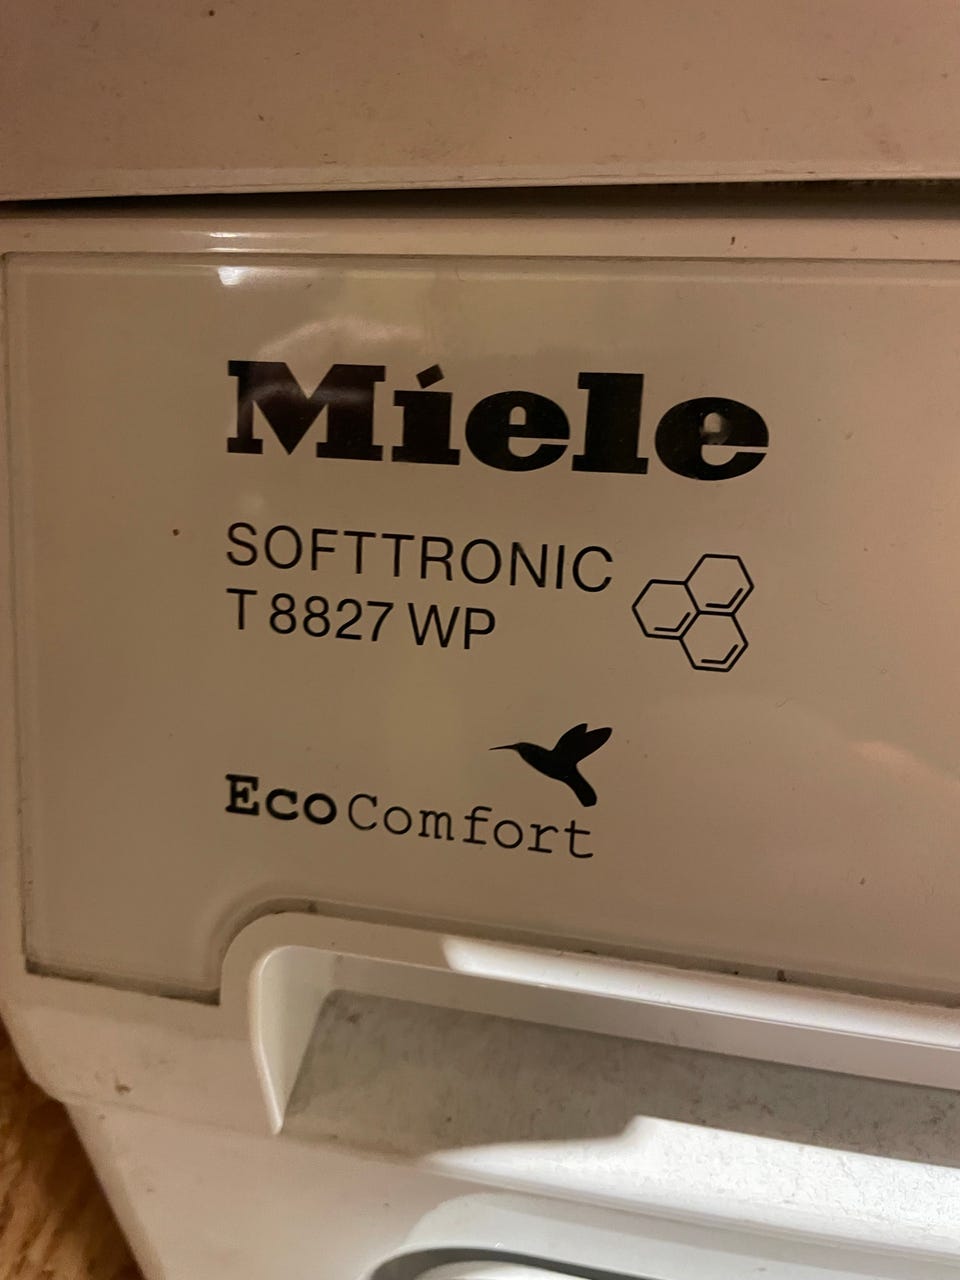 Miele
SOFTTRONIC
T 8827 WP
EcoComfort